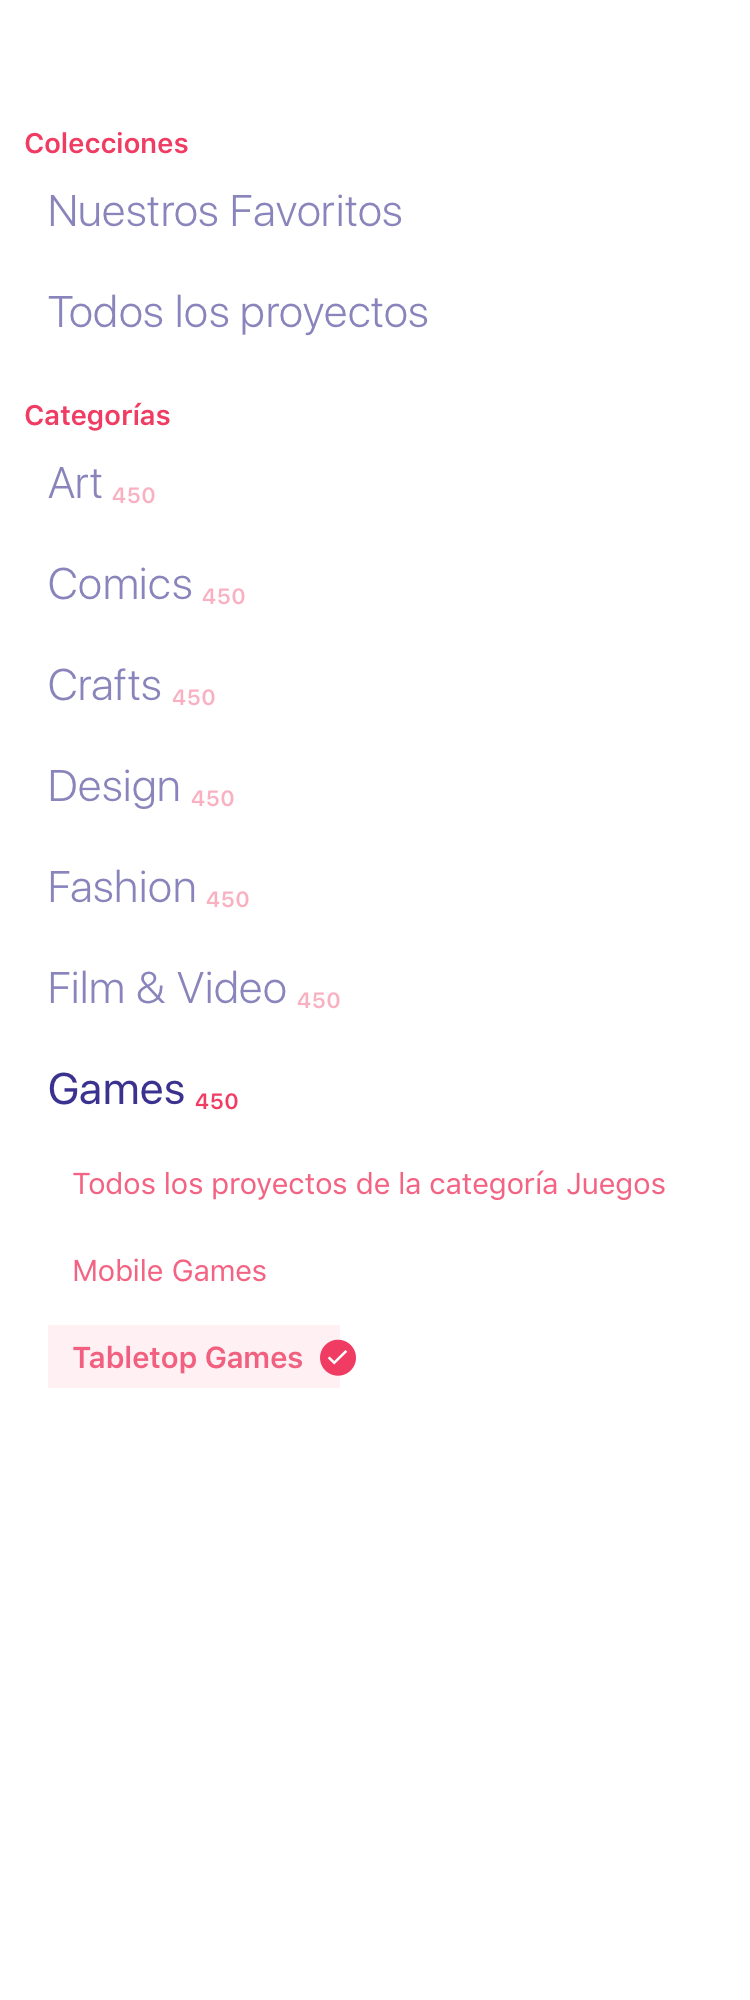 Colecciones
Nuestros Favoritos
Todos los proyectos
Categorías
Art 450
Comics 450
Crafts 450
Design 450
Fashion 450
Film & Video 450
Games 450
Todos los proyectos de la categoría Juegos
Mobile Games
Tabletop Games